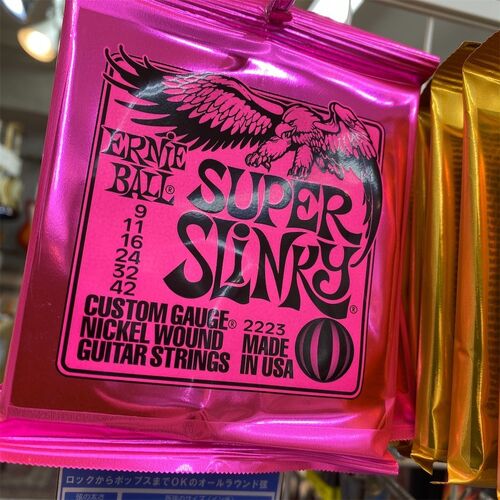 ERNIE BALL®
SUPER SLINKY®
9
11
16
24
32
42
CUSTOM GAUGE®
NICKEL WOUND
GUITAR STRINGS
2223
MADE
IN USA
ロックからポップスまでOKのオールラウンド弦